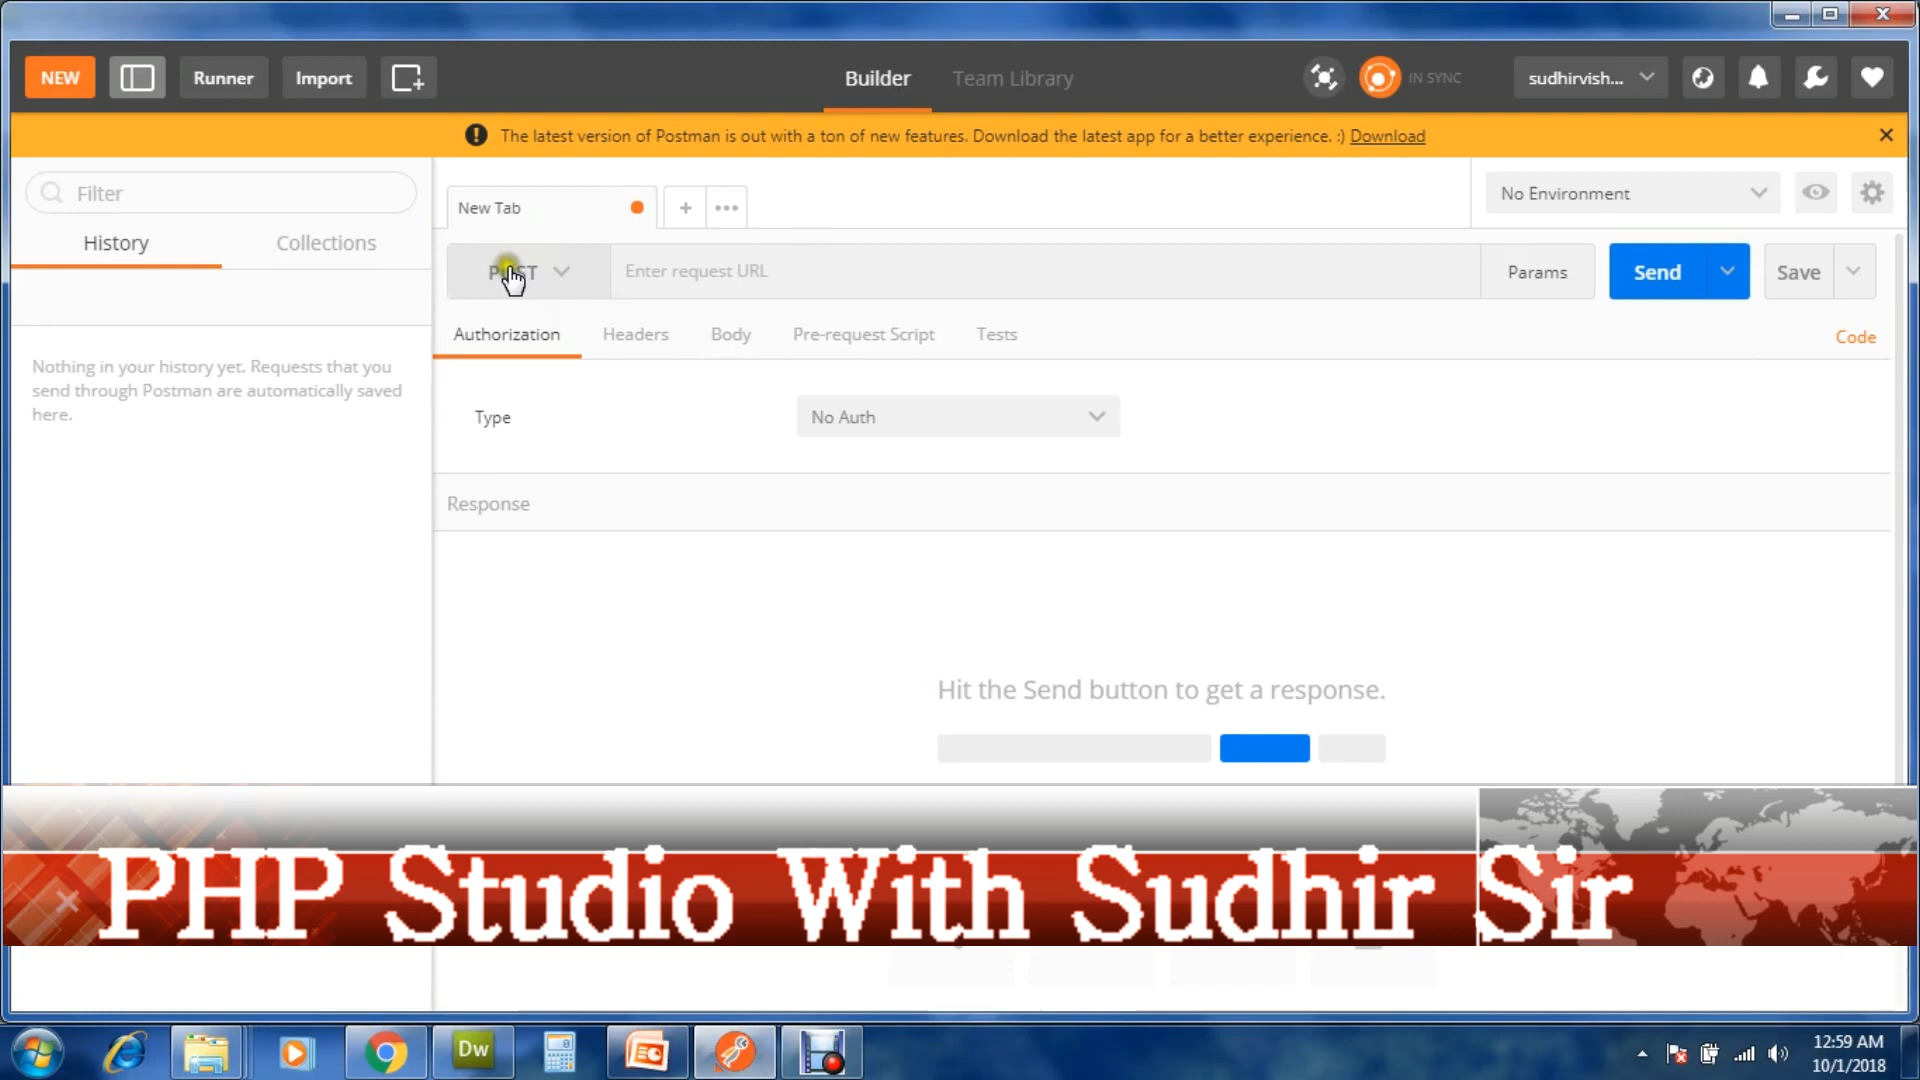 NEW
Runner
Import
Builder
Team Library
IN SYNC
sudhirvish...
The latest version of Postman is out with a ton of new features. Download the latest app for a better experience. :) Download
Filter
History
Collections
Nothing in your history yet. Requests that you
send through Postman are automatically saved
here.
New Tab
No Environment
POST
Enter request URL
Params
Send
Save
Authorization
Headers
Body
Pre-request Script
Tests
Code
Type
No Auth
Response
Hit the Send button to get a response.
PHP Studio With Sudhir Sir
Dw
12:59 AM
10/1/2018